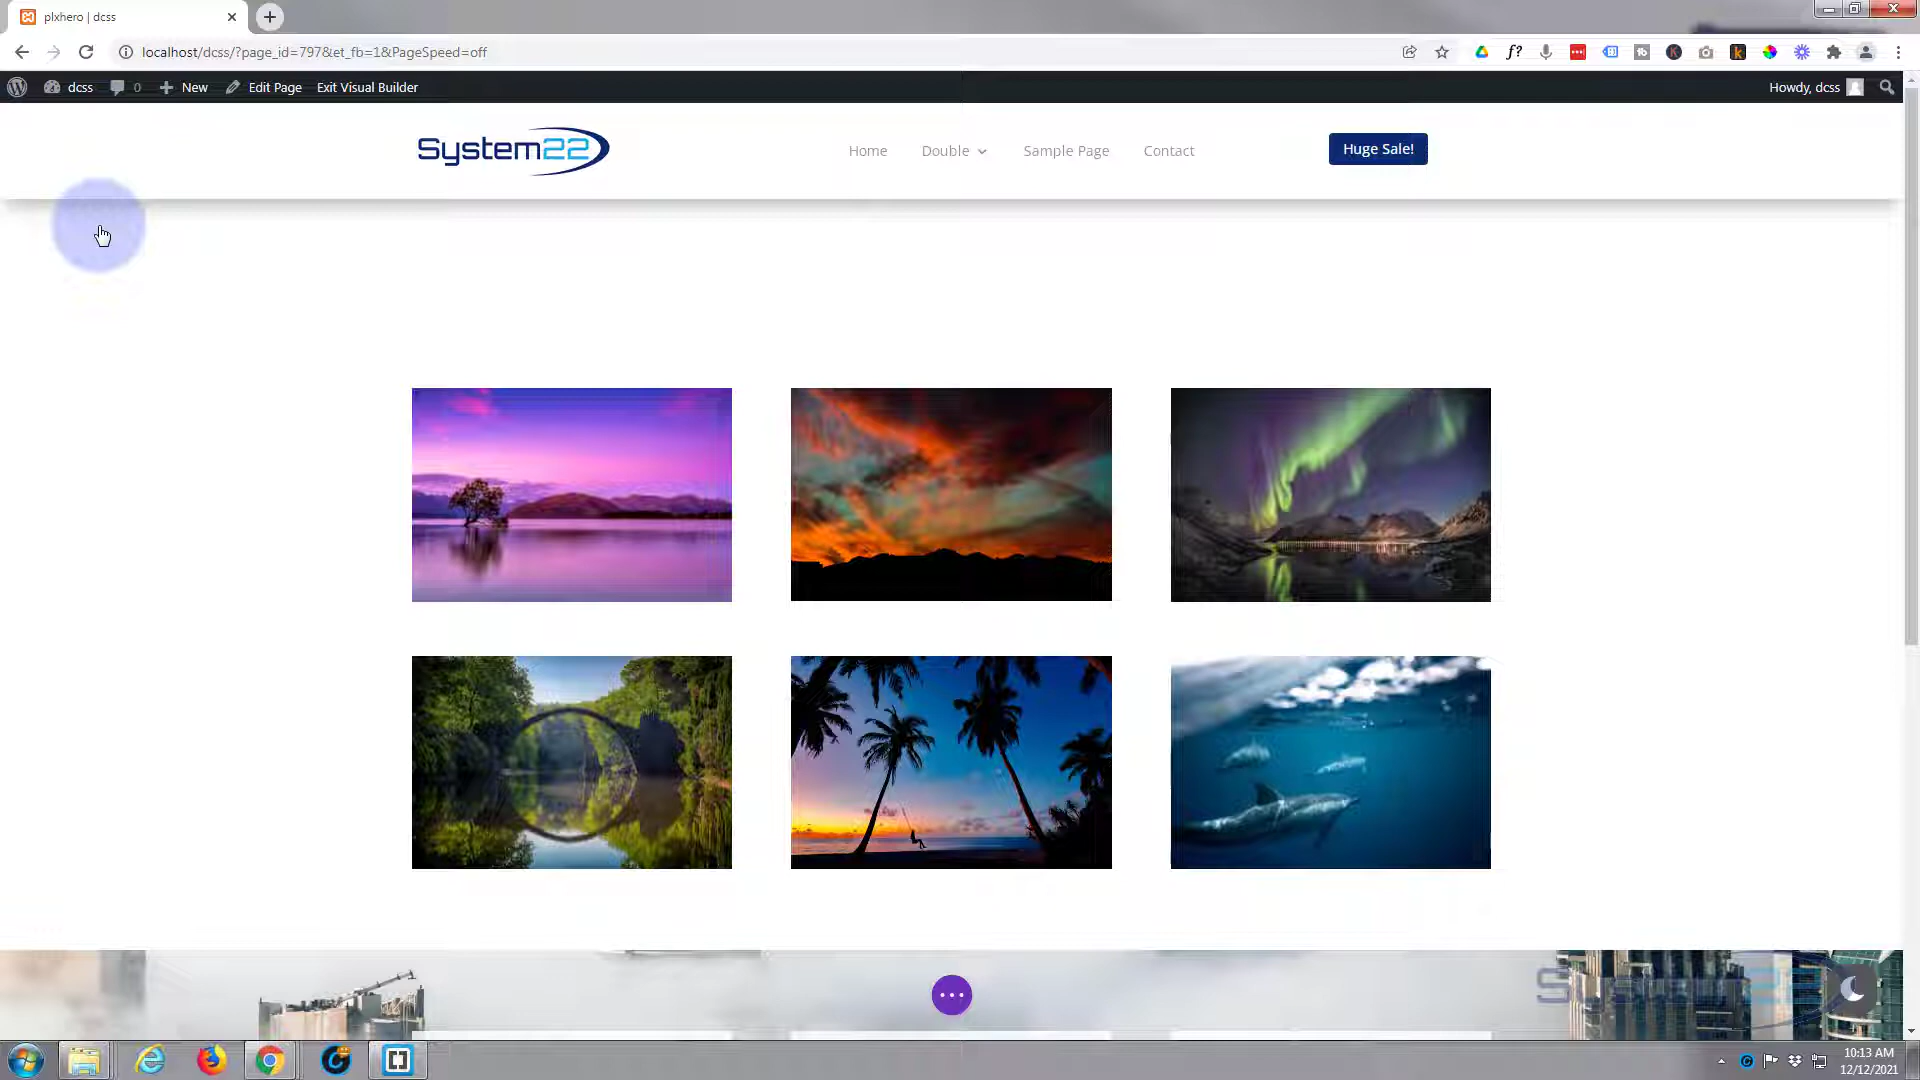 plxhero | dcss
localhost/dcss/?page_id=797&et_fb=1&PageSpeed=off
dcss 0 New Edit Page Exit Visual Builder Howdy, dcss
System22
Home Double Sample Page Contact
Huge Sale!
System22
10:13 AM
12/12/2021